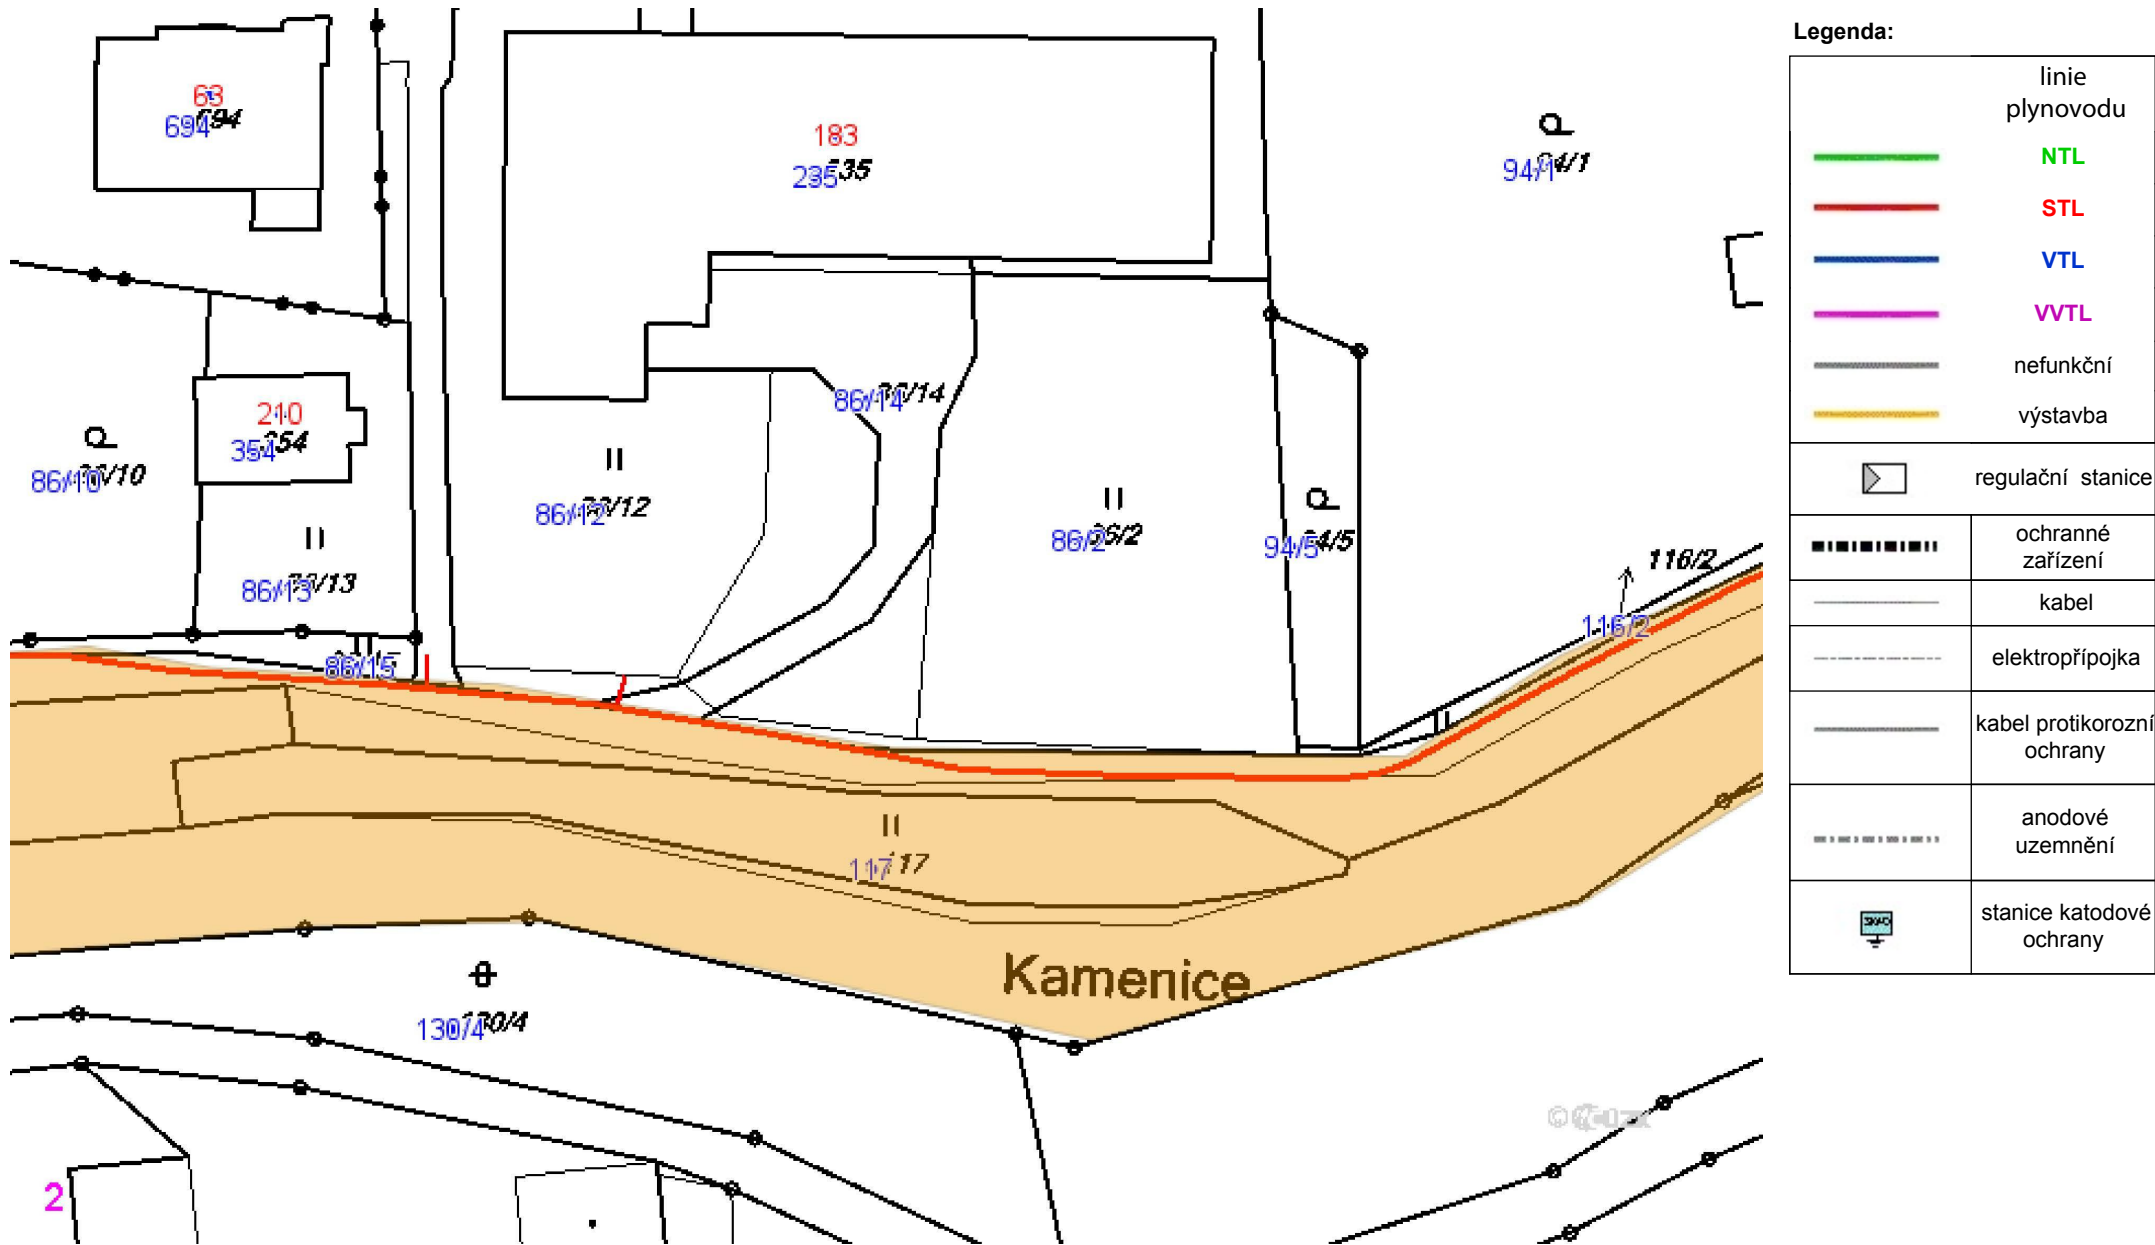 63
694
183
235
94/1
210
354
86/10
86/13
86/15
86/12
86/14
86/2
94/5
116/2
116/2
117
Kamenice
130/4
2
Legenda:
linie
plynovodu
NTL
STL
VTL
VVTL
nefunkční
výstavba
regulační stanice
ochranné
zařízení
kabel
elektropřípojka
kabel protikorozní
ochrany
anodové
uzemnění
stanice katodové
ochrany